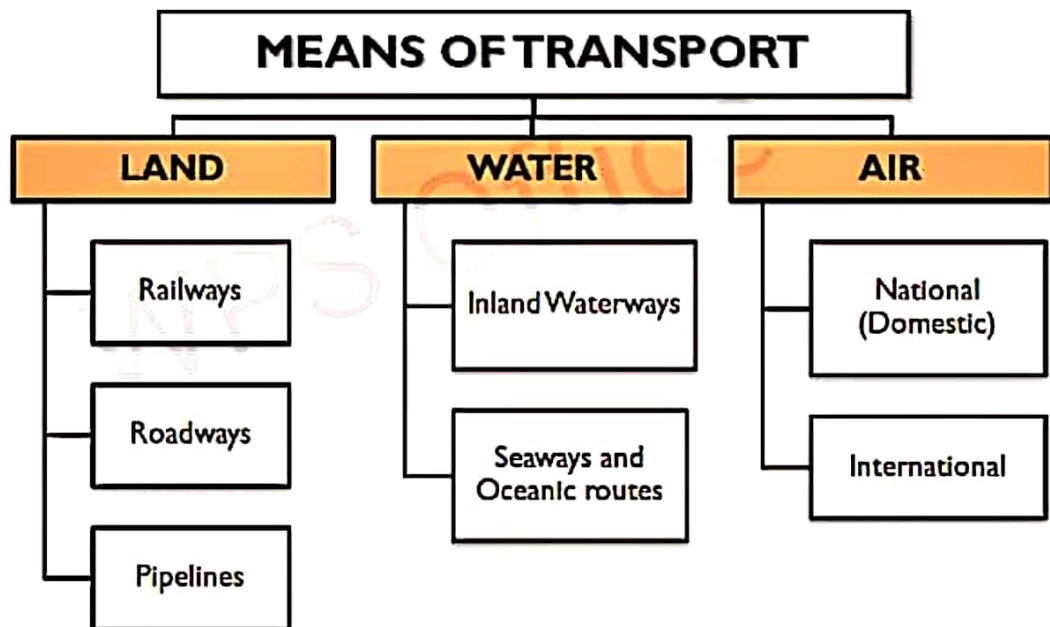 MEANS OF TRANSPORT
LAND
Railways
Roadways
Pipelines
WATER
Inland Waterways
Seaways and
Oceanic routes
AIR
National
(Domestic)
International